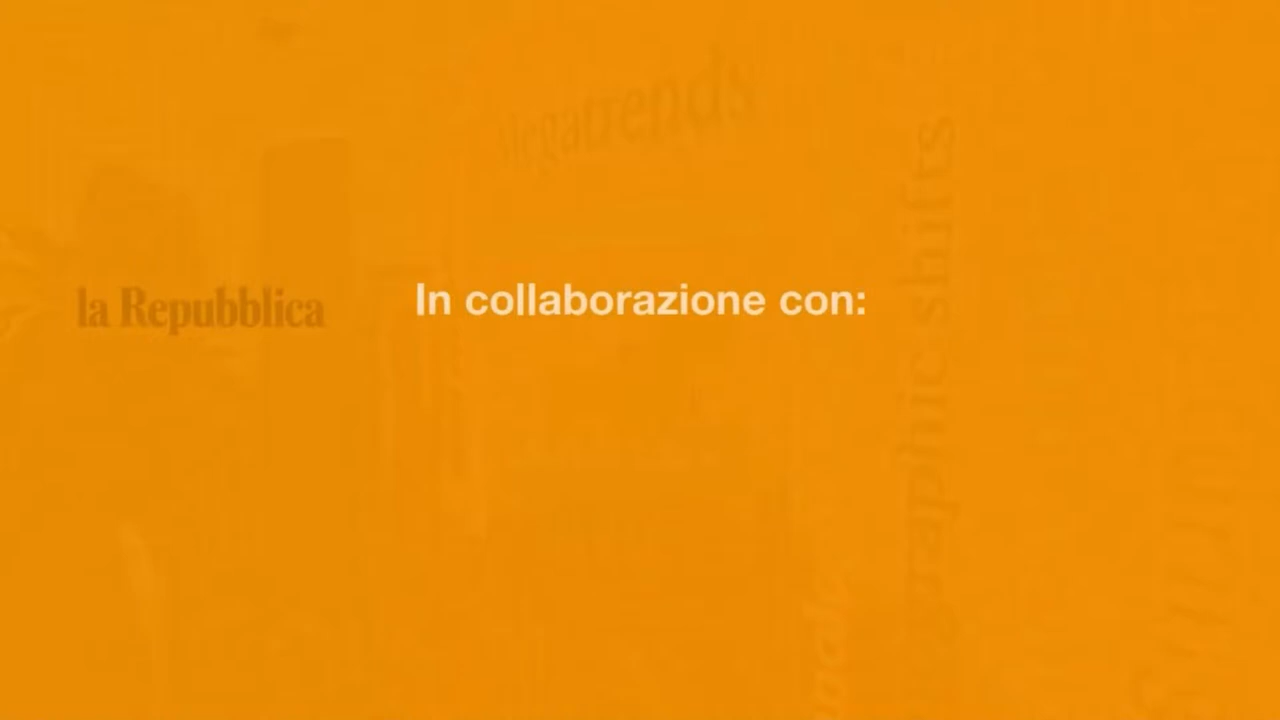 Megatrends
la Repubblica
In collaborazione con:
graphic shifts